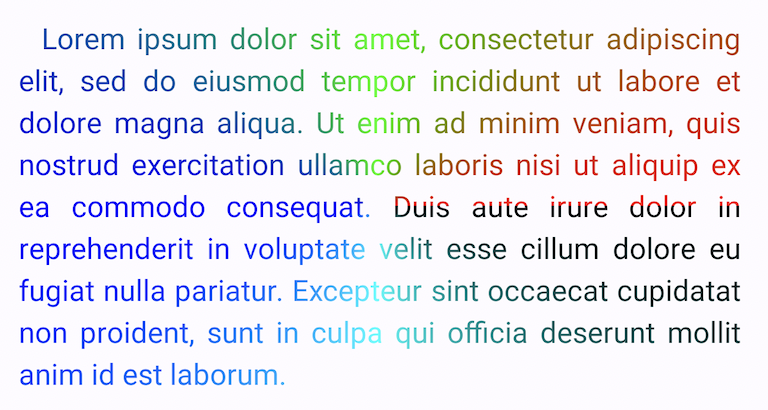 Lorem ipsum dolor sit amet, consectetur adipiscing
elit, sed do eiusmod tempor incididunt ut labore et
dolore magna aliqua. Ut enim ad minim veniam, quis
nostrud exercitation ullamco laboris nisi ut aliquip ex
ea commodo consequat. Duis aute irure dolor in
reprehenderit in voluptate velit esse cillum dolore eu
fugiat nulla pariatur. Excepteur sint occaecat cupidatat
non proident, sunt in culpa qui officia deserunt mollit
anim id est laborum.